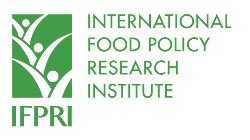 INTERNATIONAL
FOOD POLICY
RESEARCH
INSTITUTE
IFPRI